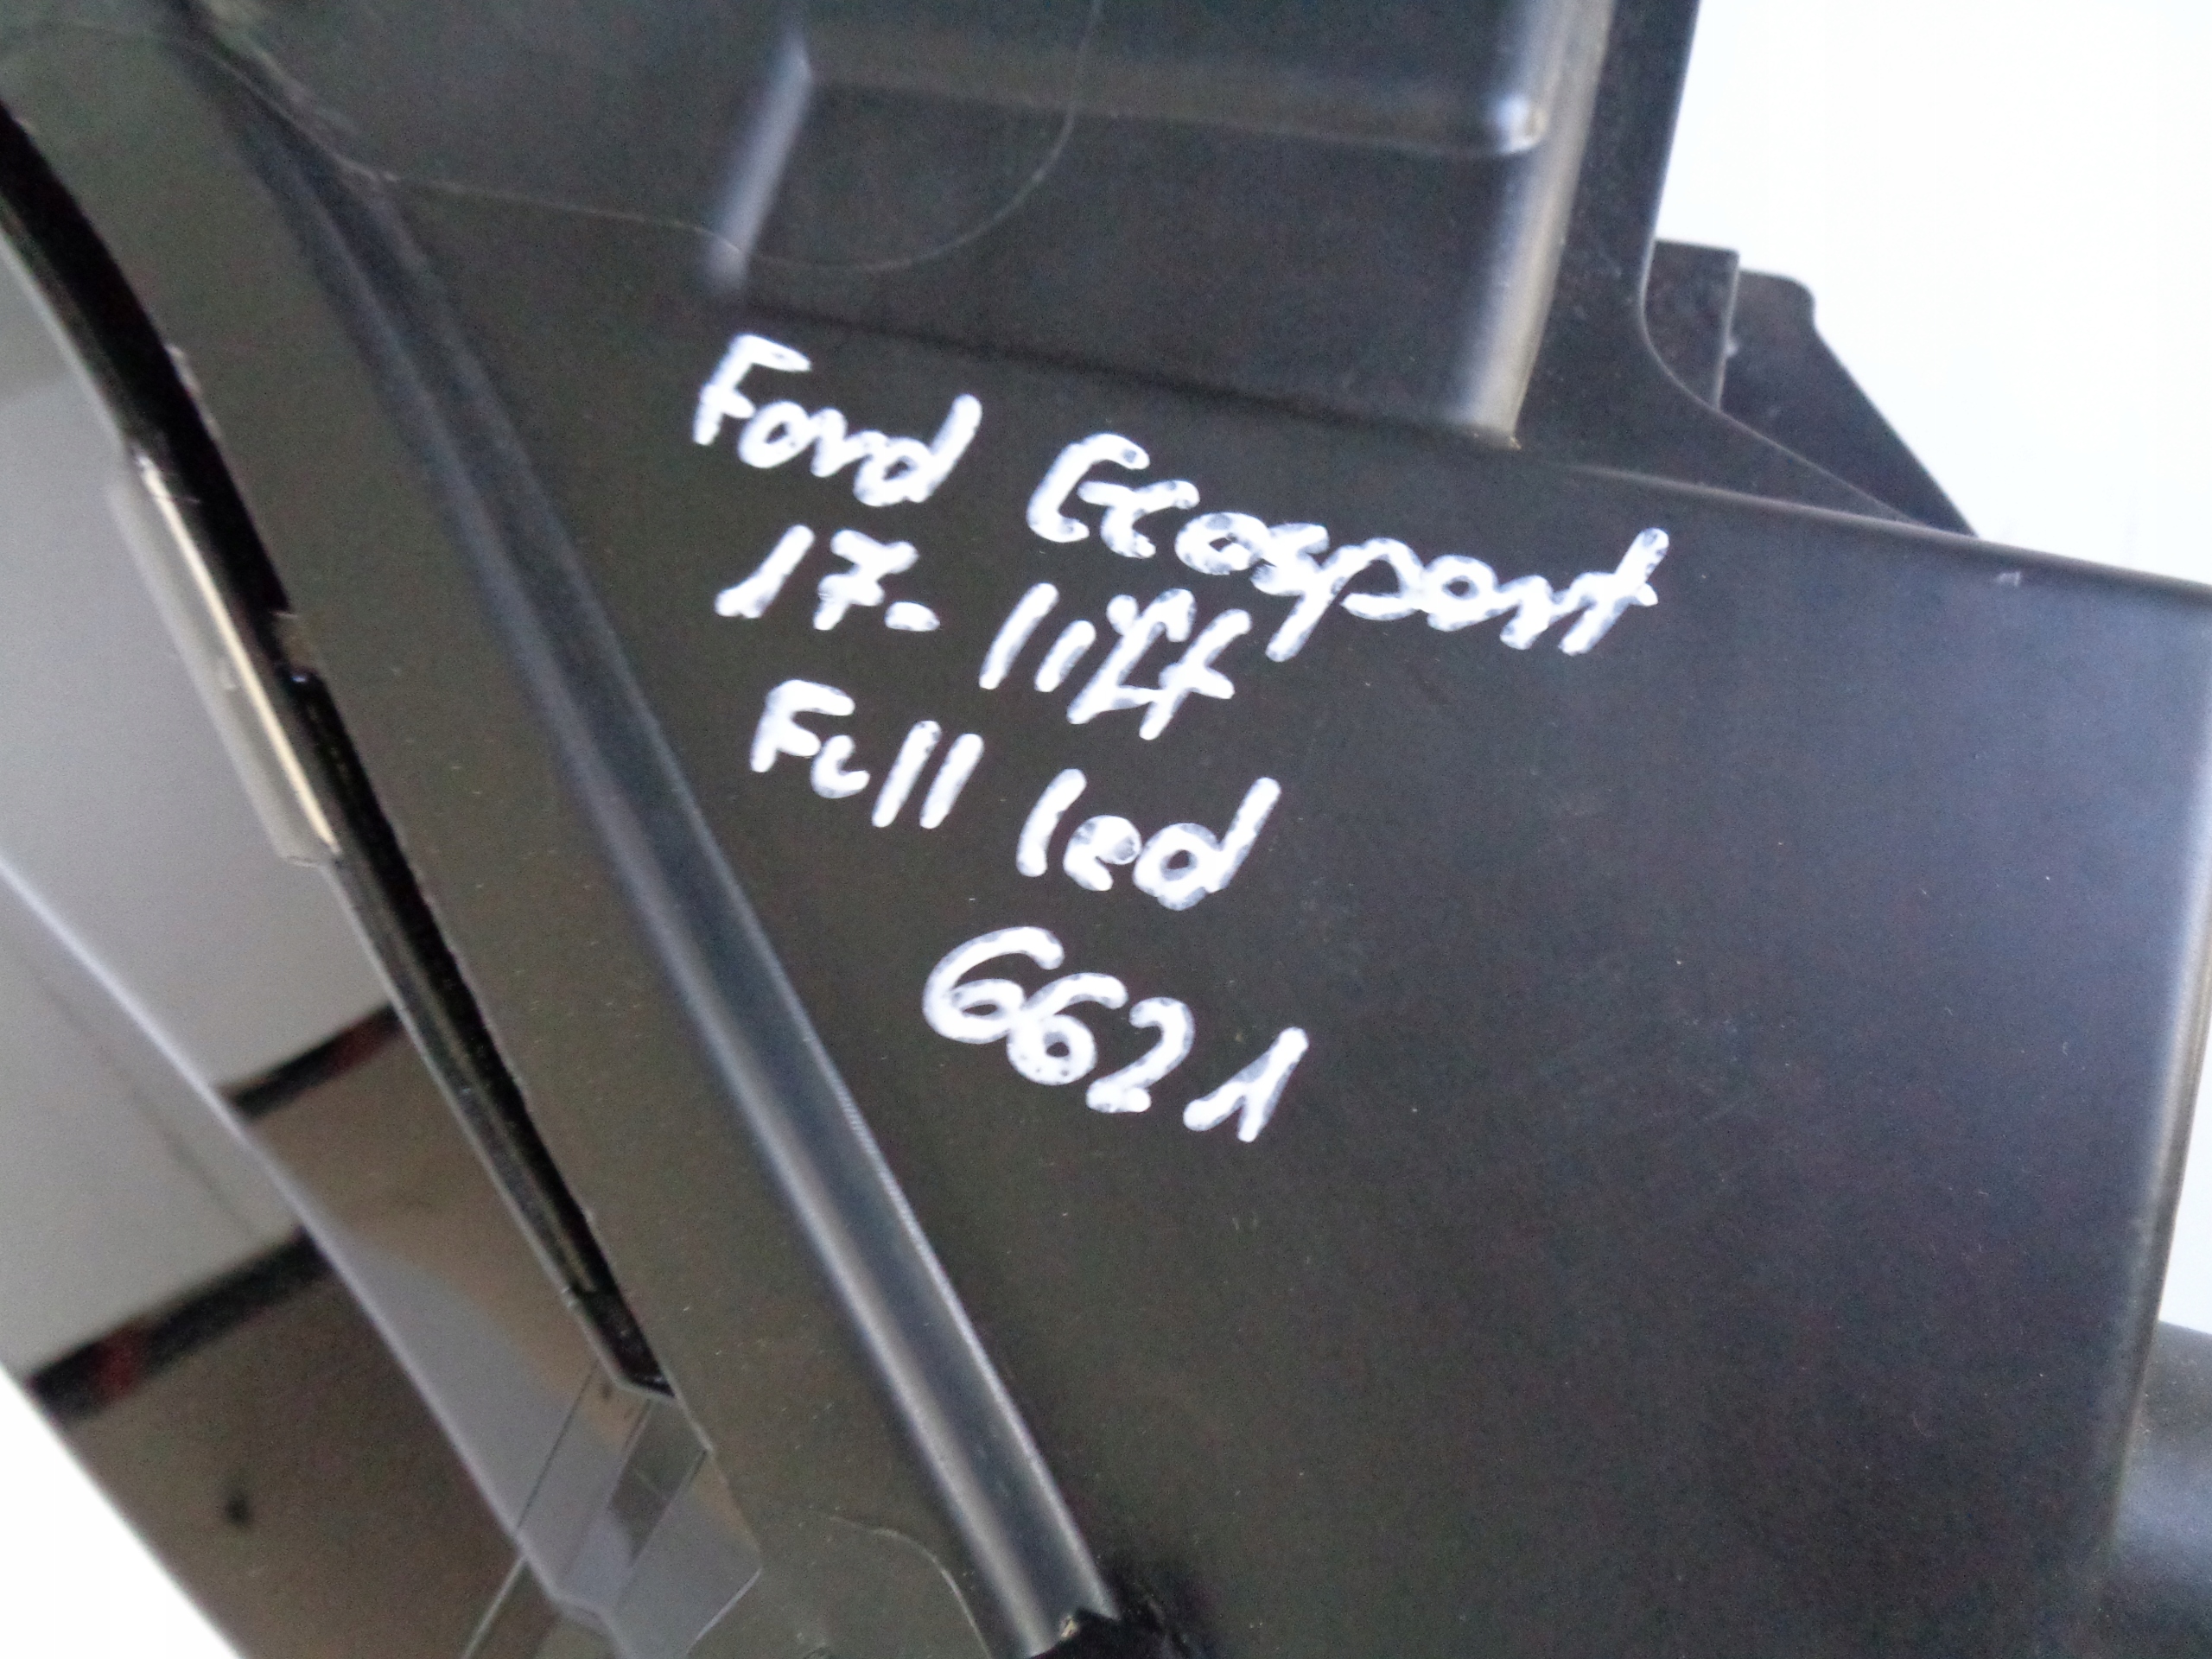 Ford Ecosport
17- lift
Full led
6621